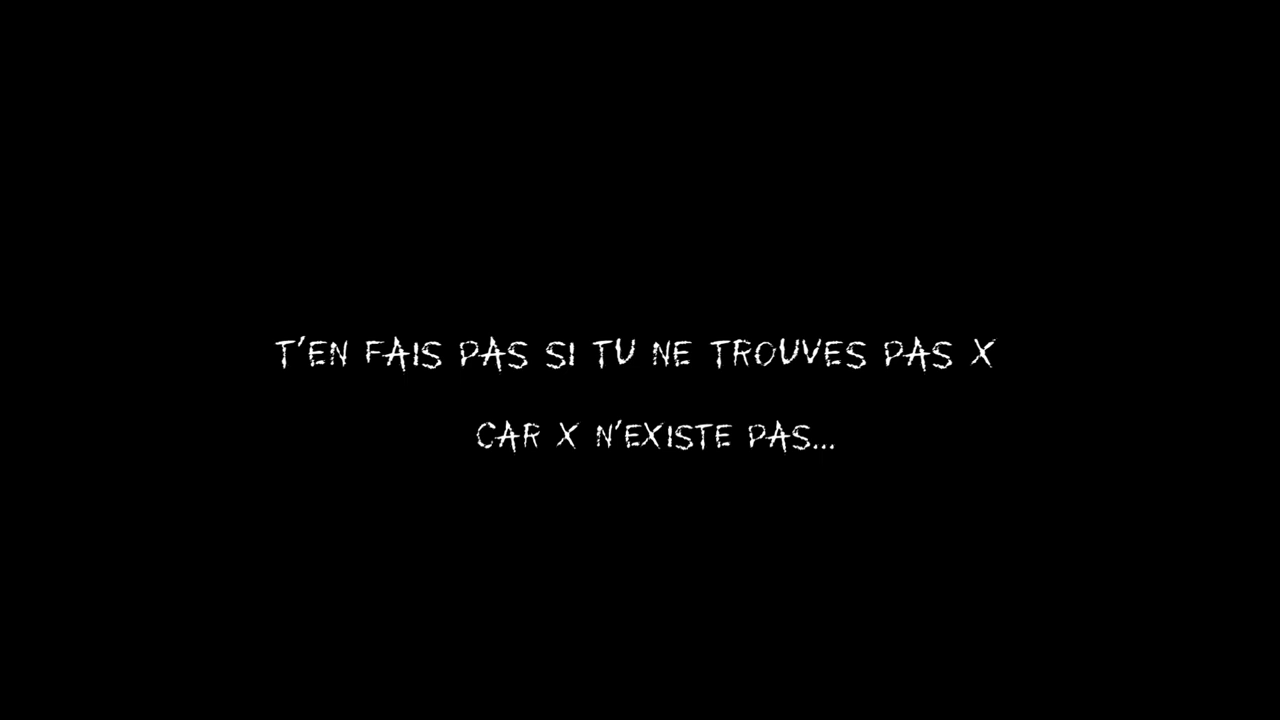 T'EN FAIS PAS SI TU NE TROUVES PAS X
CAR X N'EXISTE PAS...